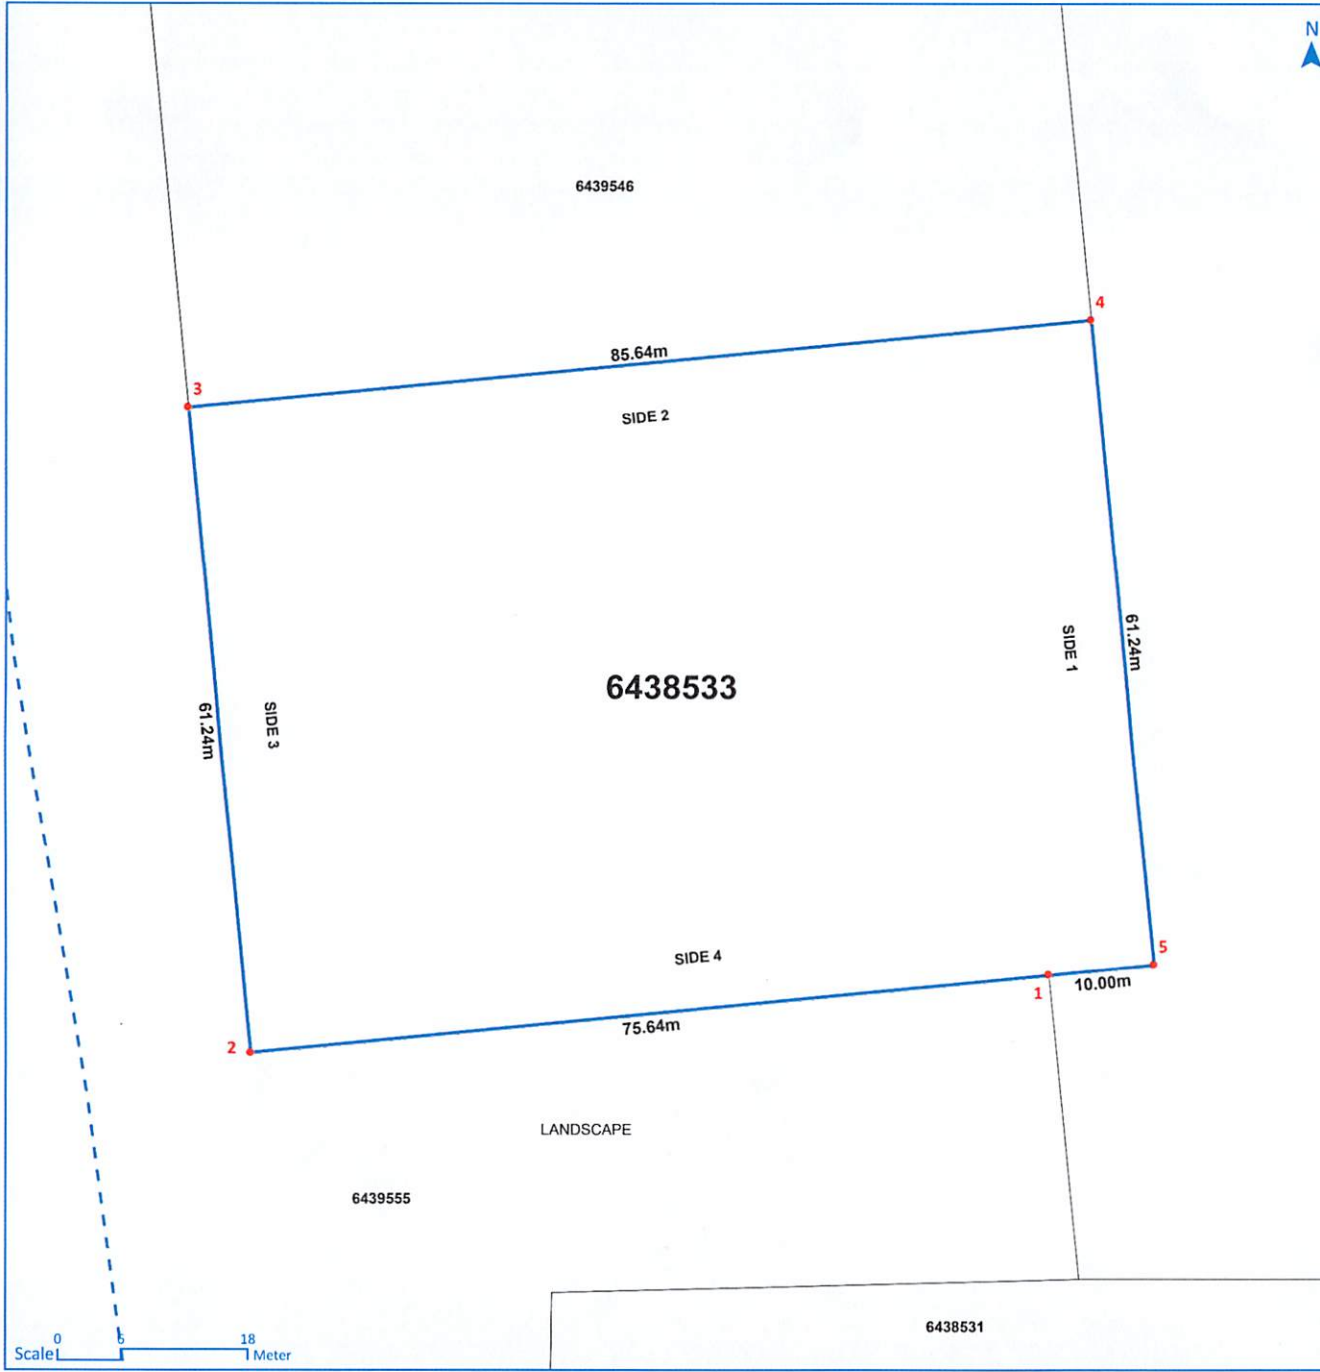 N
6439546
4
85.64m
3
SIDE 2
61.24m
SIDE 1
6438533
61.24m
SIDE 3
SIDE 4
5
1
10.00m
75.64m
2
LANDSCAPE
6439555
0 6 18
Scale Meter
6438531